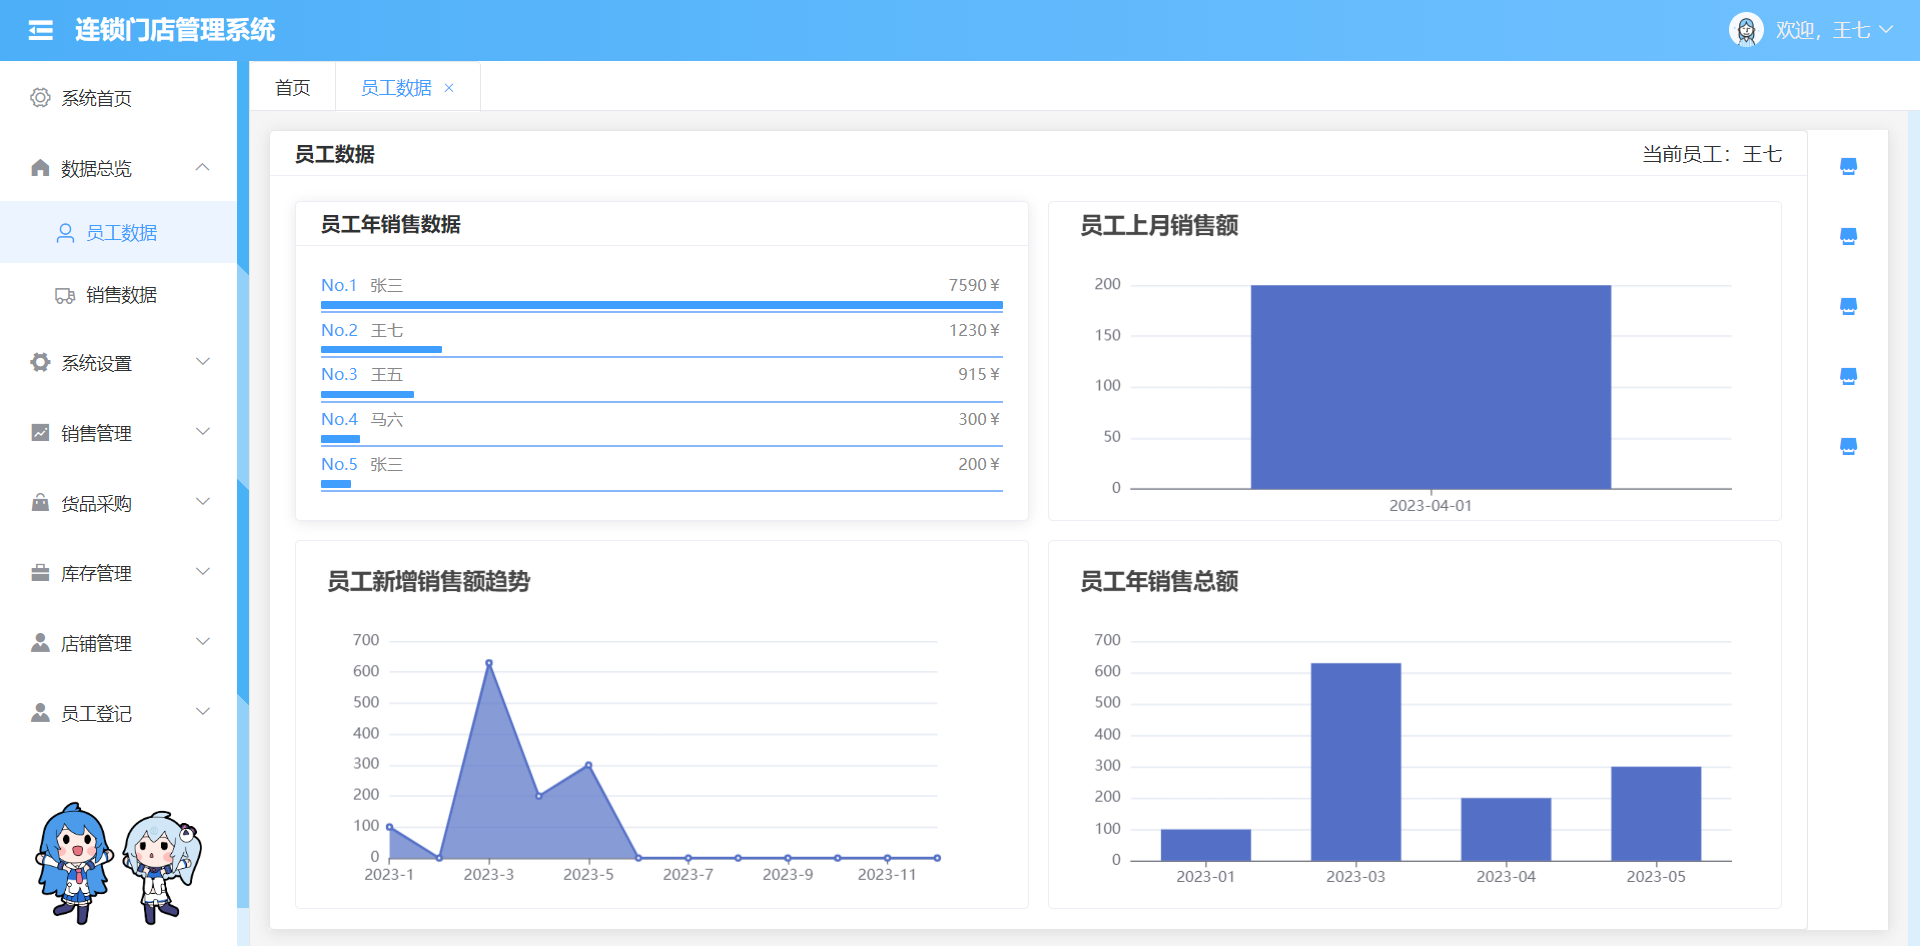 连锁门店管理系统
欢迎，王七
系统首页
数据总览
员工数据
销售数据
系统设置
销售管理
货品采购
库存管理
店铺管理
员工登记
首页
员工数据 ×
员工数据
当前员工：王七
员工年销售数据
No.1 张三 7590¥
No.2 王七 1230¥
No.3 王五 915¥
No.4 马六 300¥
No.5 张三 200¥
员工上月销售额
200
150
100
50
0
2023-04-01
员工新增销售额趋势
700
600
500
400
300
200
100
0
2023-1 2023-3 2023-5 2023-7 2023-9 2023-11
员工年销售总额
700
600
500
400
300
200
100
0
2023-01 2023-03 2023-04 2023-05